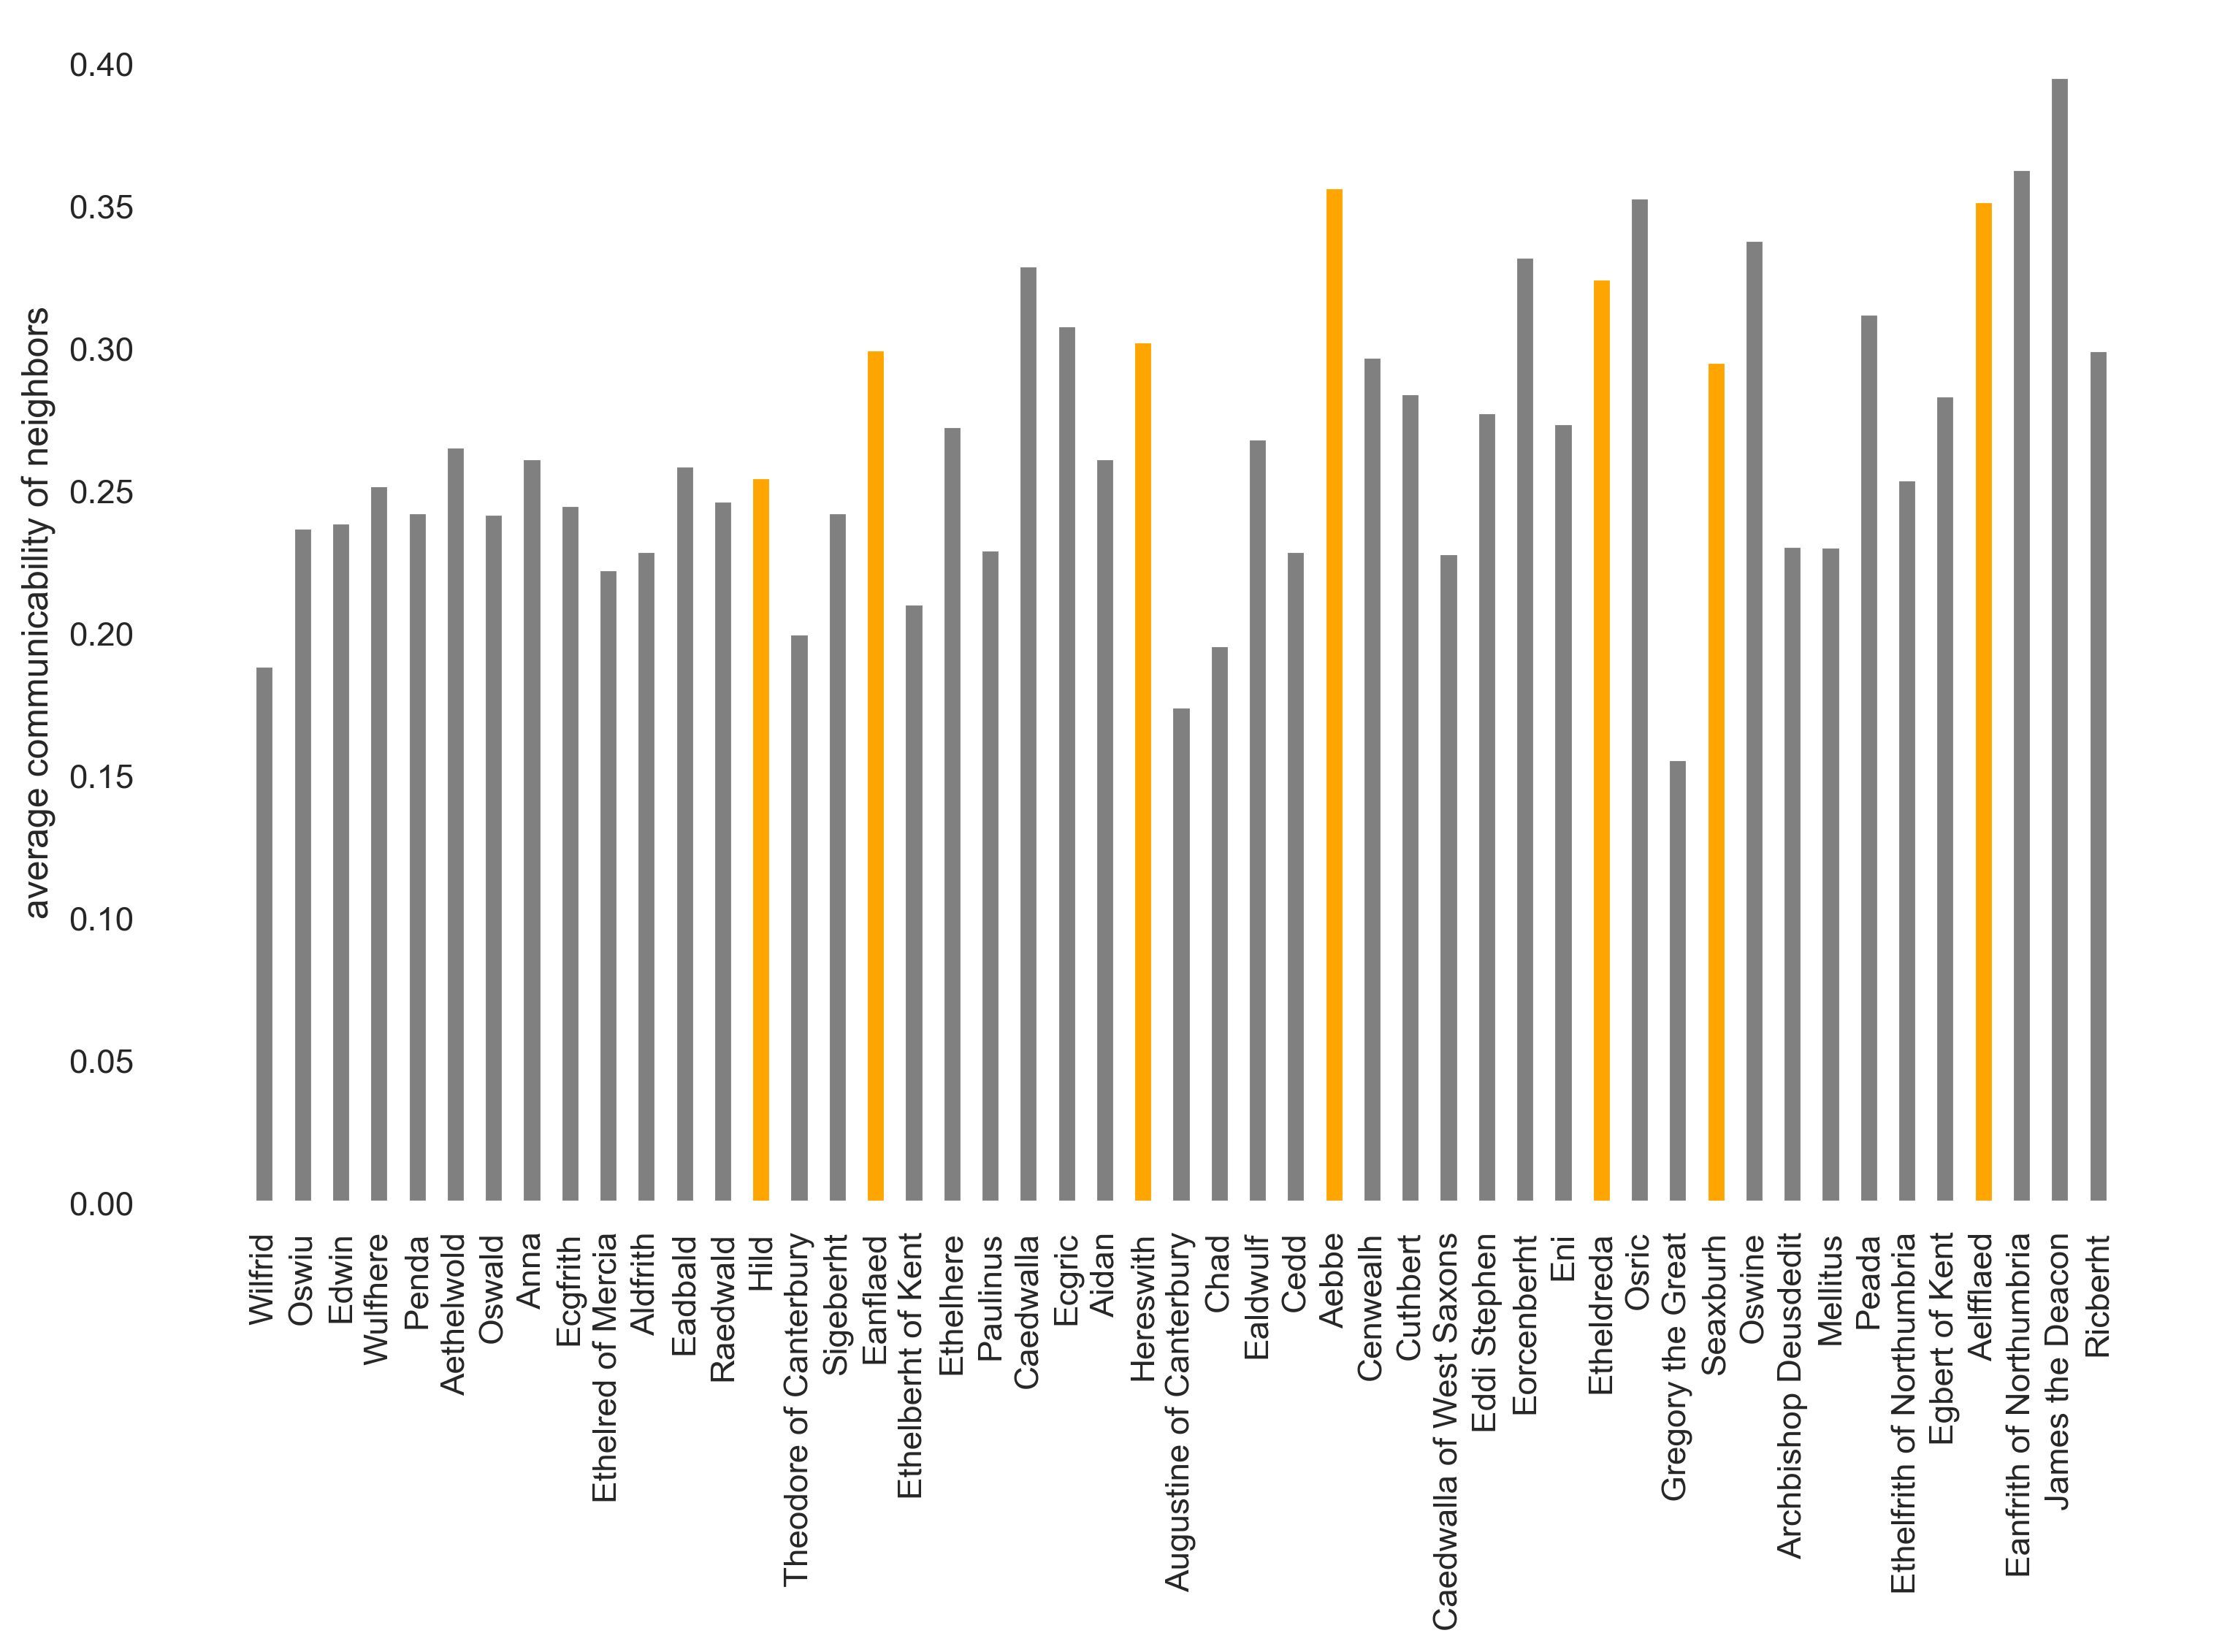 0.40
0.35
0.30
0.25
0.20
0.15
0.10
0.05
0.00
average communicability of neighbors
Wilfrid
Oswiu
Edwin
Wulfhere
Penda
Aethelwold
Oswald
Anna
Ecgfrith
Ethelred of Mercia
Aldfrith
Eadbald
Raedwald
Hild
Theodore of Canterbury
Sigeberht
Eanflaed
Ethelberht of Kent
Ethelhere
Paulinus
Caedwalla
Ecgric
Aidan
Hereswith
Augustine of Canterbury
Chad
Ealdwulf
Cedd
Aebbe
Cenwealh
Cuthbert
Caedwalla of West Saxons
Eddi Stephen
Eorcenberht
Eni
Etheldreda
Osric
Gregory the Great
Seaxburh
Oswine
Archbishop Deusdedit
Mellitus
Peada
Ethelfrith of Northumbria
Egbert of Kent
Aelfflaed
Eanfrith of Northumbria
James the Deacon
Ricberht